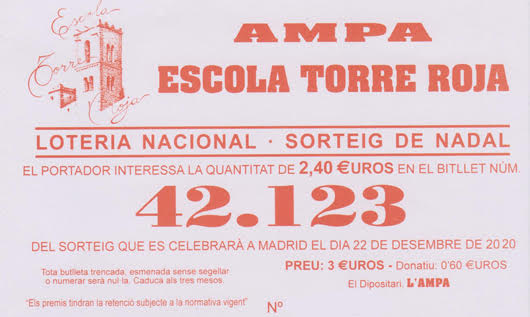 Escola
Torre
Roja
AMPA
ESCOLA TORRE ROJA
LOTERIA NACIONAL · SORTEIG DE NADAL
EL PORTADOR INTERESSA LA QUANTITAT DE 2,40 €UROS EN EL BITLLET NÚM.
42.123
DEL SORTEIG QUE ES CELEBRARÀ A MADRID EL DIA 22 DE DESEMBRE DE 2020
Tota butlleta trencada, esmenada sense segellar
o numerar serà nul·la. Caduca als tres mesos.
PREU: 3 €UROS - Donatiu: 0'60 €UROS
El Dipositari, L'AMPA
"Els premis tindran la retenció subjecte a la normativa vigent"
Nº